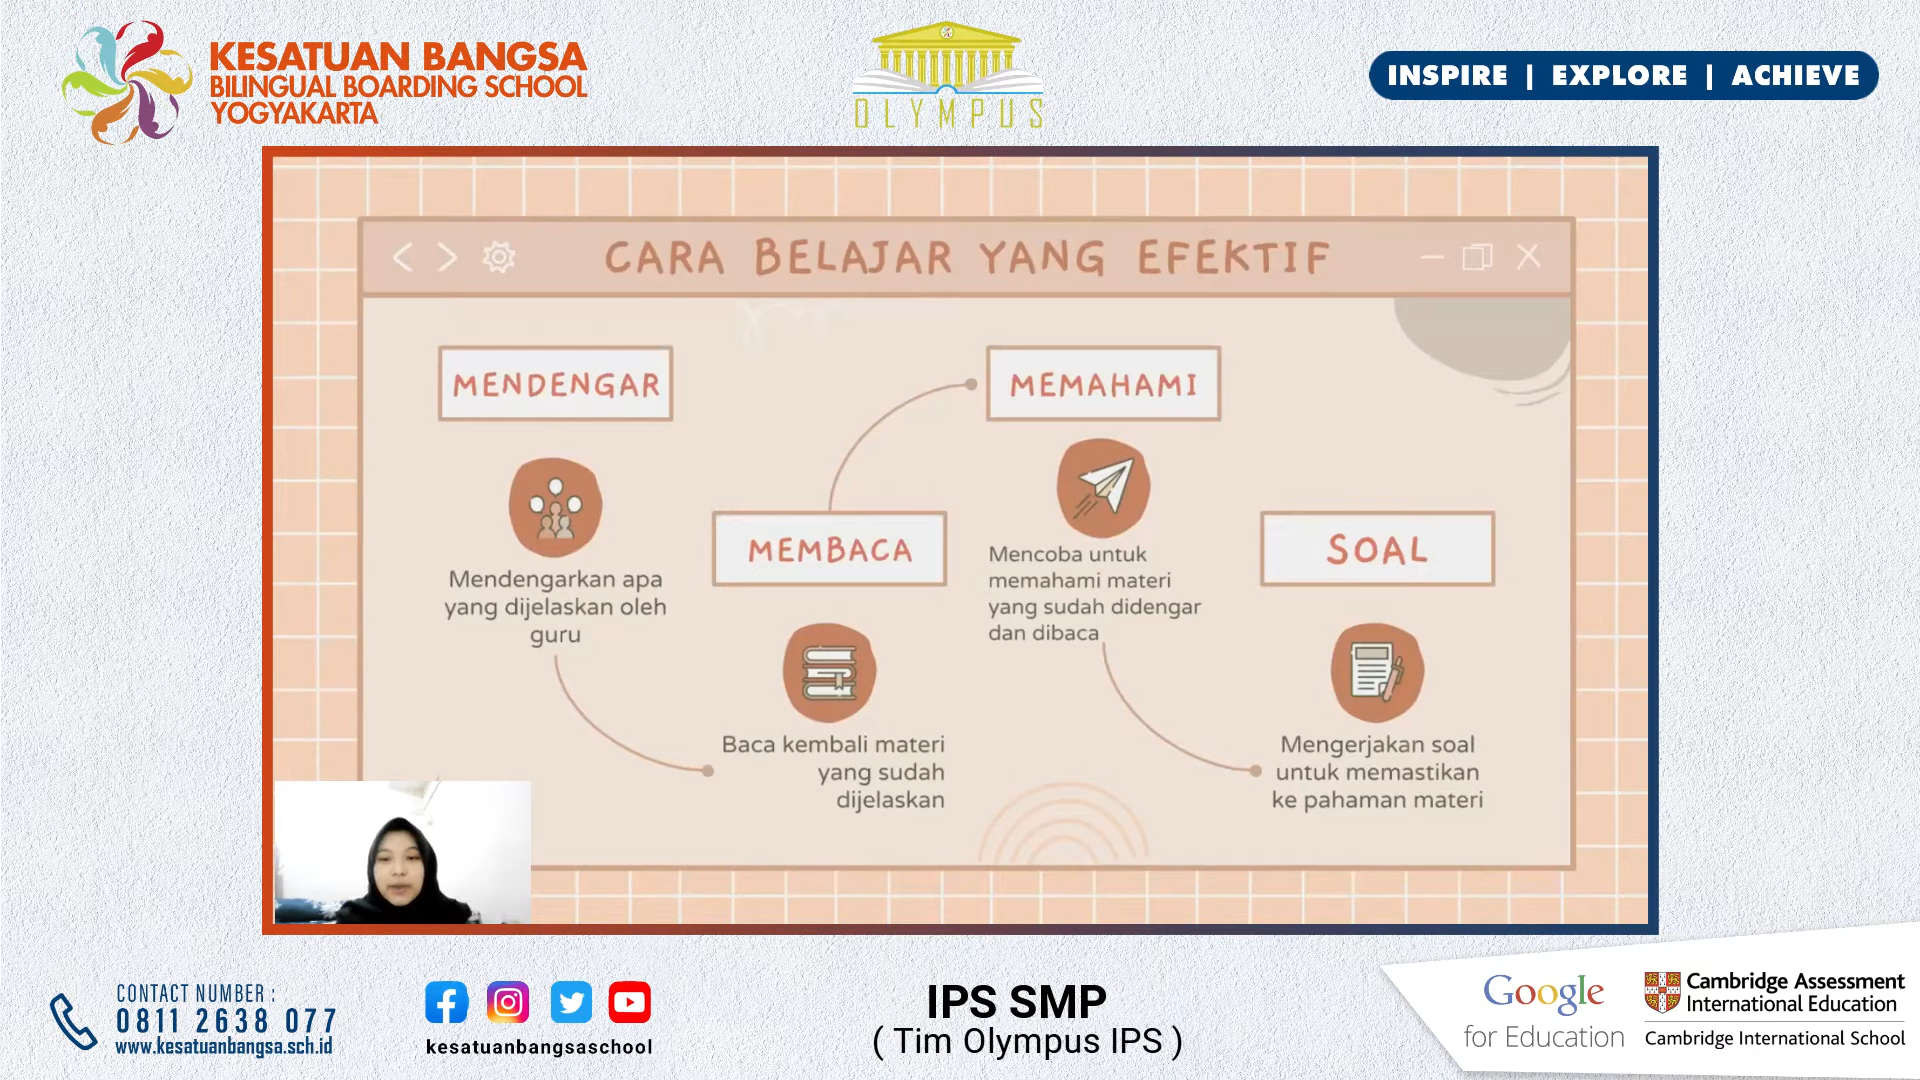 KESATUAN BANGSA
BILINGUAL BOARDING SCHOOL
YOGYAKARTA
OLYMPUS
INSPIRE | EXPLORE | ACHIEVE
CARA BELAJAR YANG EFEKTIF
MENDENGAR
Mendengarkan apa
yang dijelaskan oleh
guru
MEMBACA
Baca kembali materi
yang sudah
dijelaskan
MEMAHAMI
Mencoba untuk
memahami materi
yang sudah didengar
dan dibaca
SOAL
Mengerjakan soal
untuk memastikan
ke pahaman materi
CONTACT NUMBER :
0811 2638 077
www.kesatuanbangsa.sch.id
kesatuanbangsaschool
IPS SMP
( Tim Olympus IPS )
Google
for Education
Cambridge Assessment
International Education
Cambridge International School